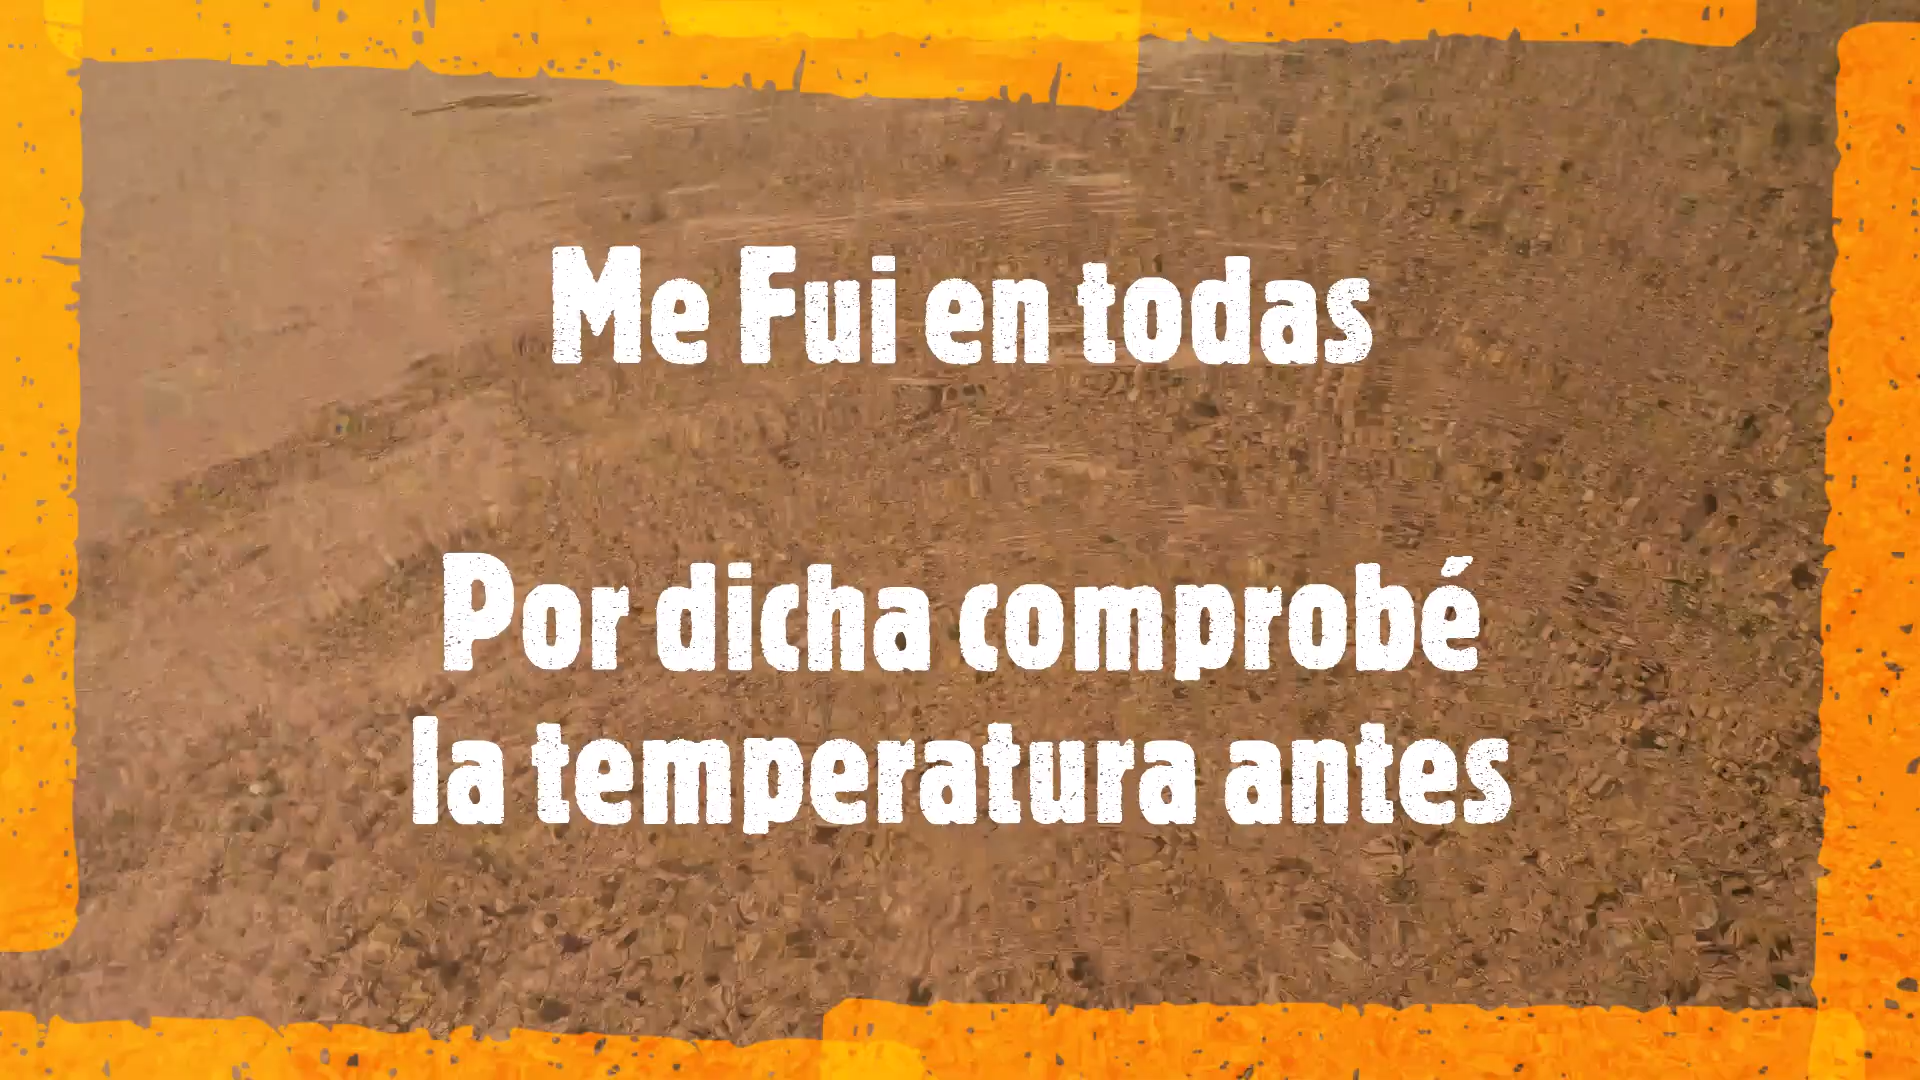 Me Fui en todas
Por dicha comprobé
la temperatura antes